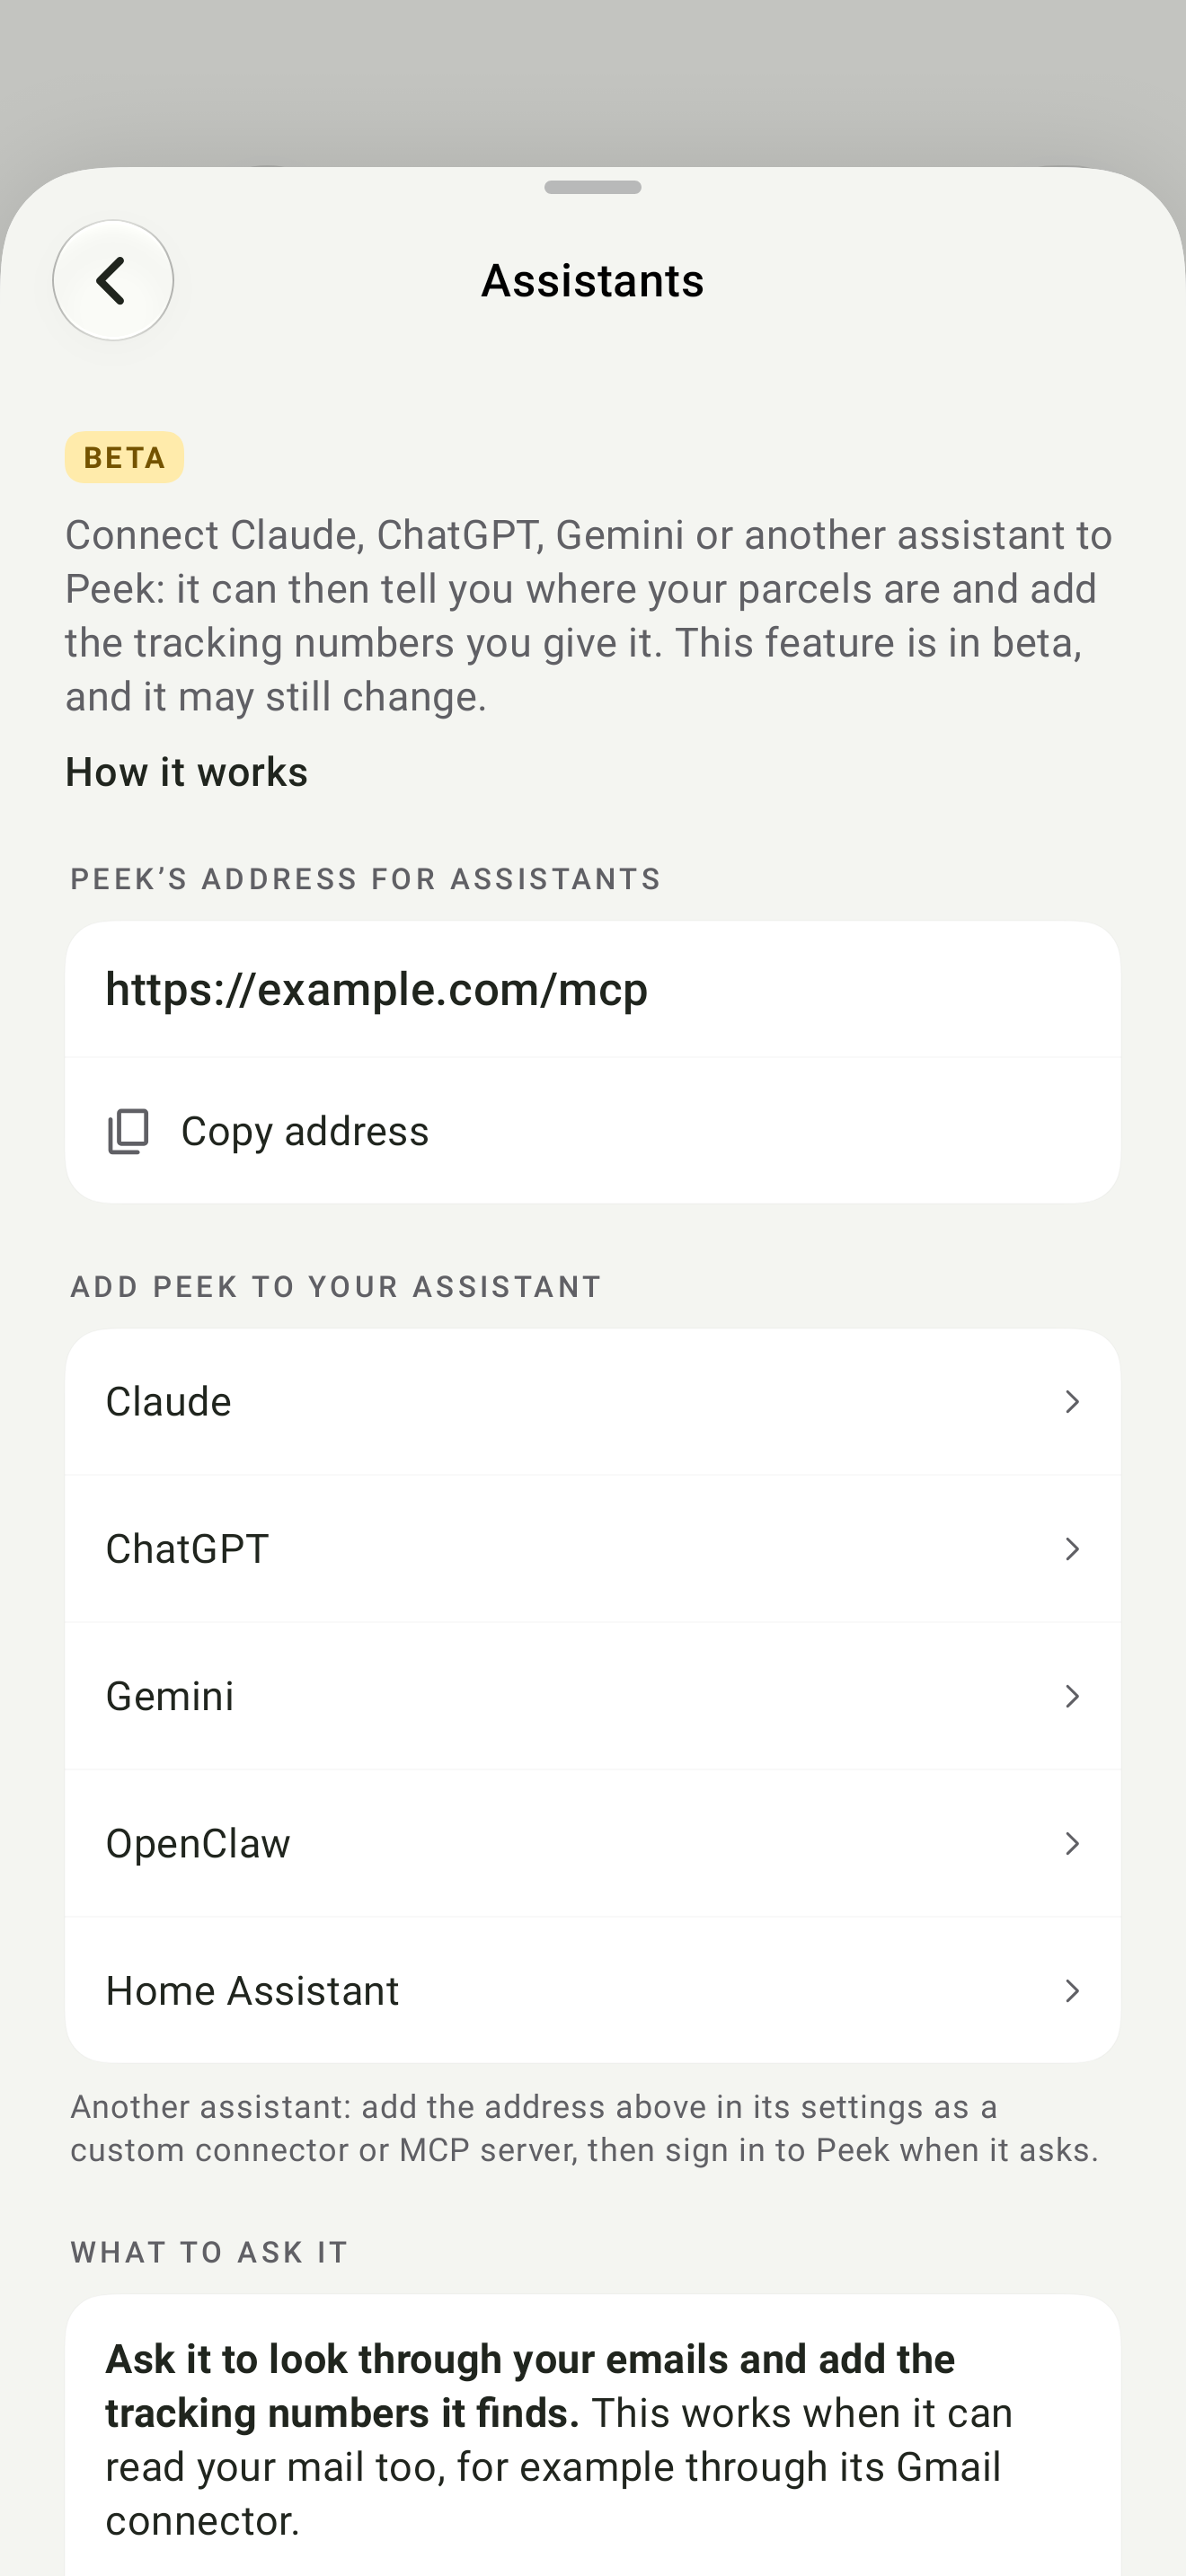 Assistants
BETA
Connect Claude, ChatGPT, Gemini or another assistant to
Peek: it can then tell you where your parcels are and add
the tracking numbers you give it. This feature is in beta,
and it may still change.
How it works
PEEK’S ADDRESS FOR ASSISTANTS
https://example.com/mcp
Copy address
ADD PEEK TO YOUR ASSISTANT
Claude
ChatGPT
Gemini
OpenClaw
Home Assistant
Another assistant: add the address above in its settings as a
custom connector or MCP server, then sign in to Peek when it asks.
WHAT TO ASK IT
Ask it to look through your emails and add the
tracking numbers it finds. This works when it can
read your mail too, for example through its Gmail
connector.